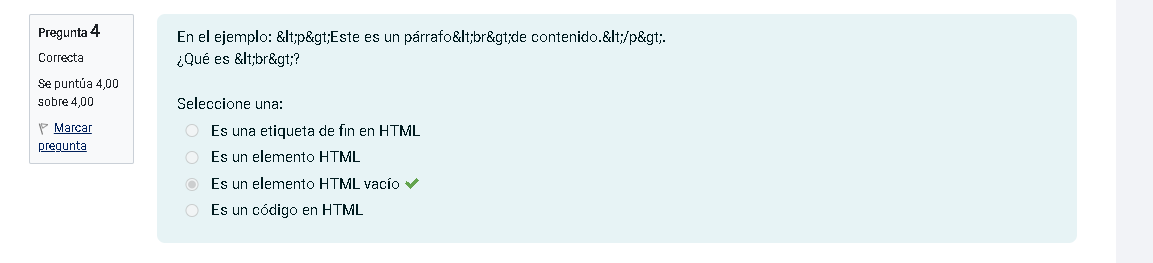 Pregunta 4
Correcta
Se puntúa 4,00
sobre 4,00
Marcar
pregunta
En el ejemplo: &lt;p&gt;Este es un párrafo&lt;br&gt;de contenido.&lt;/p&gt;.
¿Qué es &lt;br&gt;?
Seleccione una:
Es una etiqueta de fin en HTML
Es un elemento HTML
Es un elemento HTML vacío
Es un código en HTML